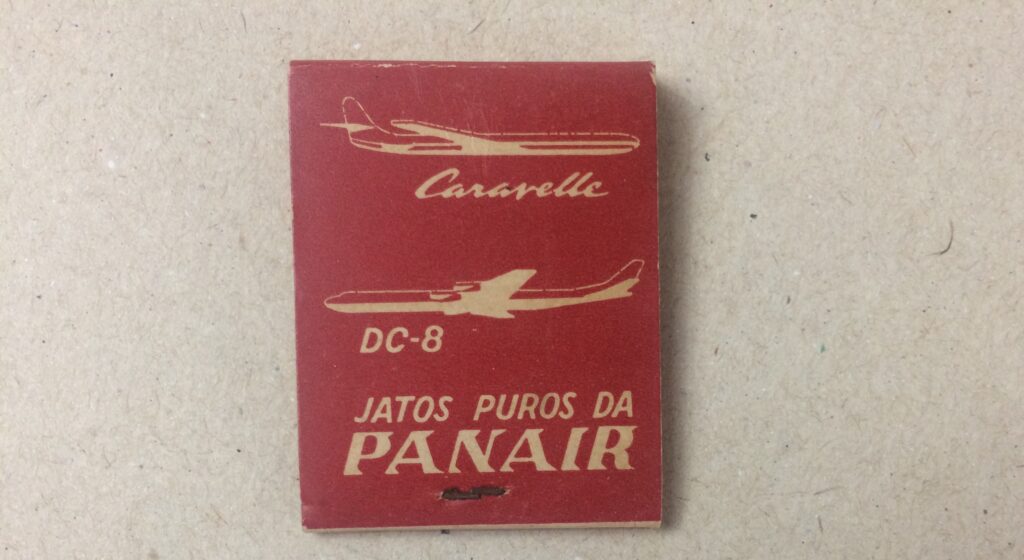 Caravelle
DC-8
JATOS PUROS DA
PANAIR